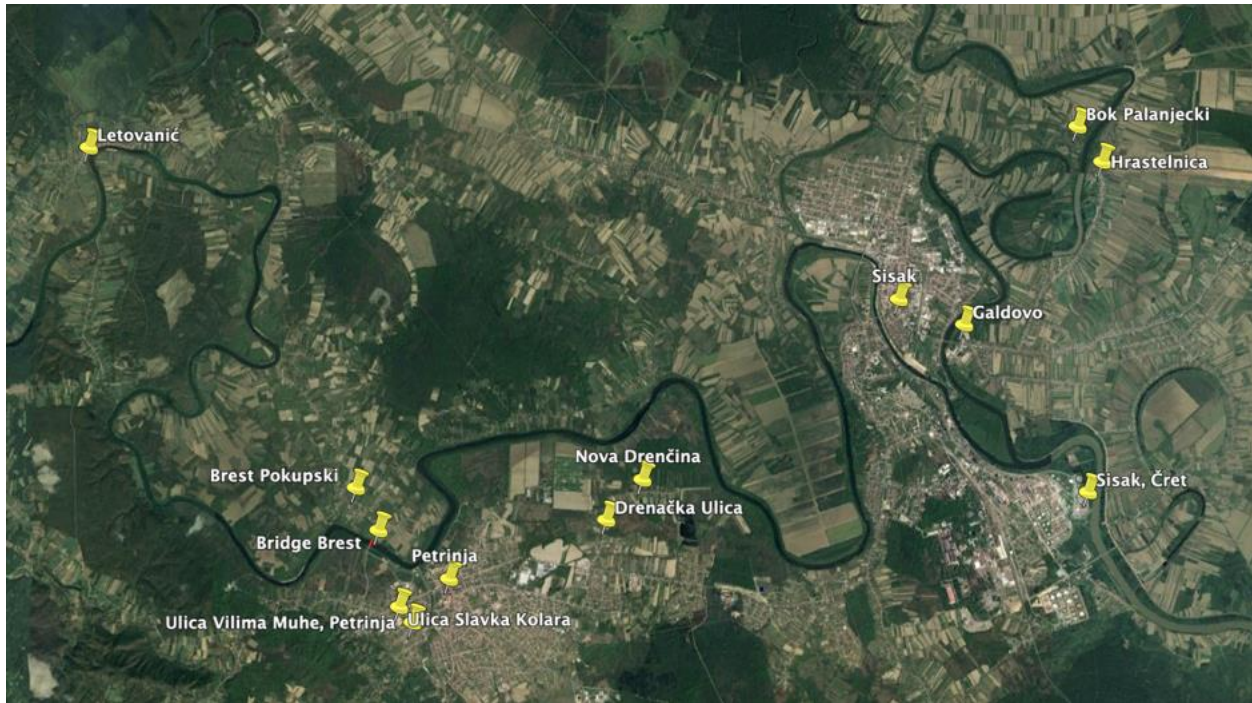 Bok Palanjecki
Letovanić
Hrastelnica
Sisak
Galdovo
Nova Drenčina
Brest Pokupski
Sisak, Čret
Drenačka Ulica
Bridge Brest
Petrinja
Ulica Vilima Muhe, Petrinja
Ulica Slavka Kolara